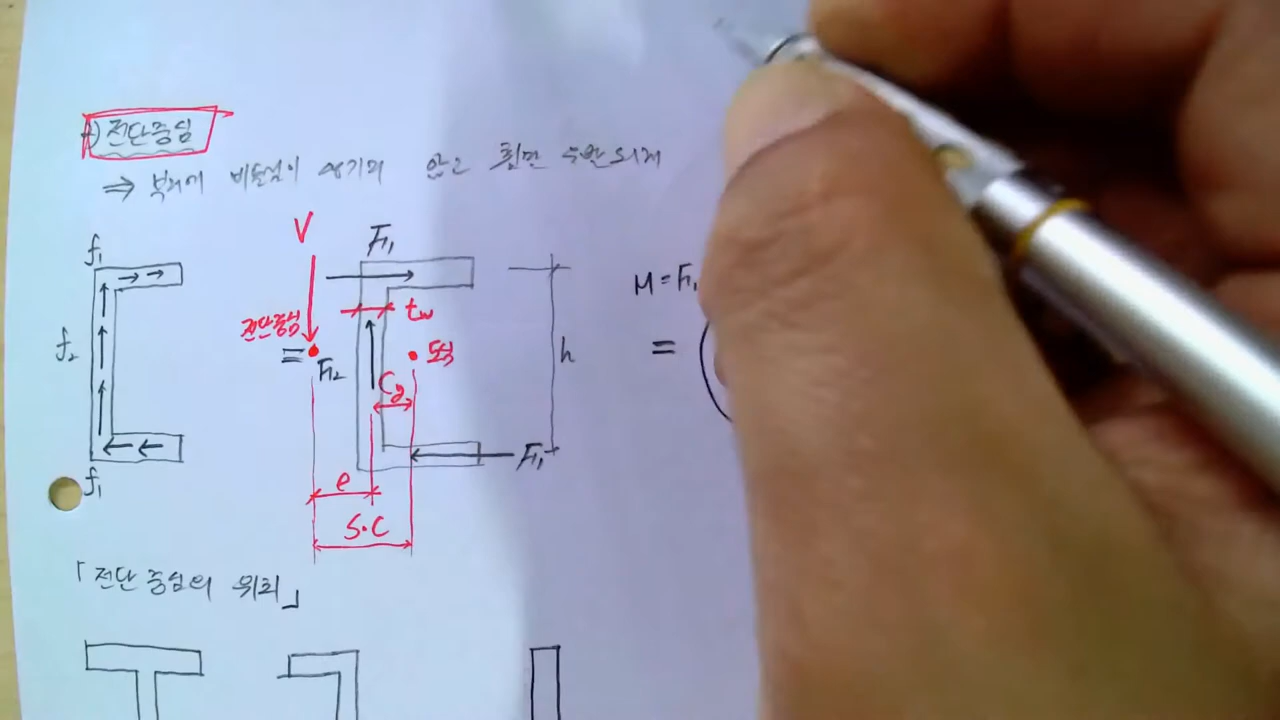 전단중심
⇒ 부재에 비틀림이 생기지 않고 휨만 수반되게
V
f₁
F₁
tw
M = F₁
전단중심
f₂
=
F₂
도심
h
=
Cg
F₁
e
f₁
S·C
「전단중심의 위치」